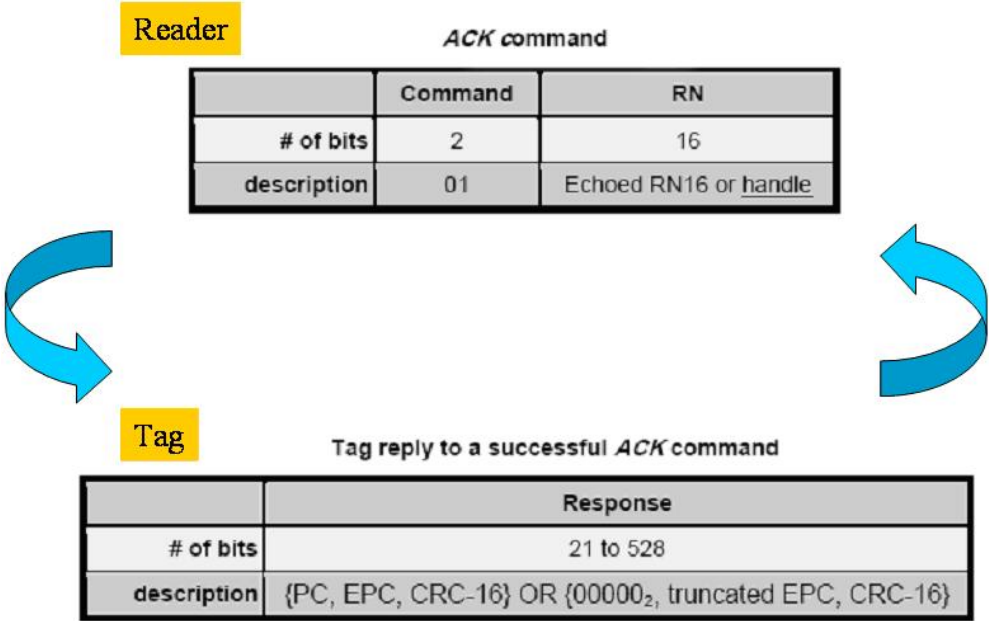 Reader
ACK command
Command RN
# of bits 2 16
description 01 Echoed RN16 or handle
Tag
Tag reply to a successful ACK command
Response
# of bits 21 to 528
description {PC, EPC, CRC-16} OR {00000₂, truncated EPC, CRC-16}